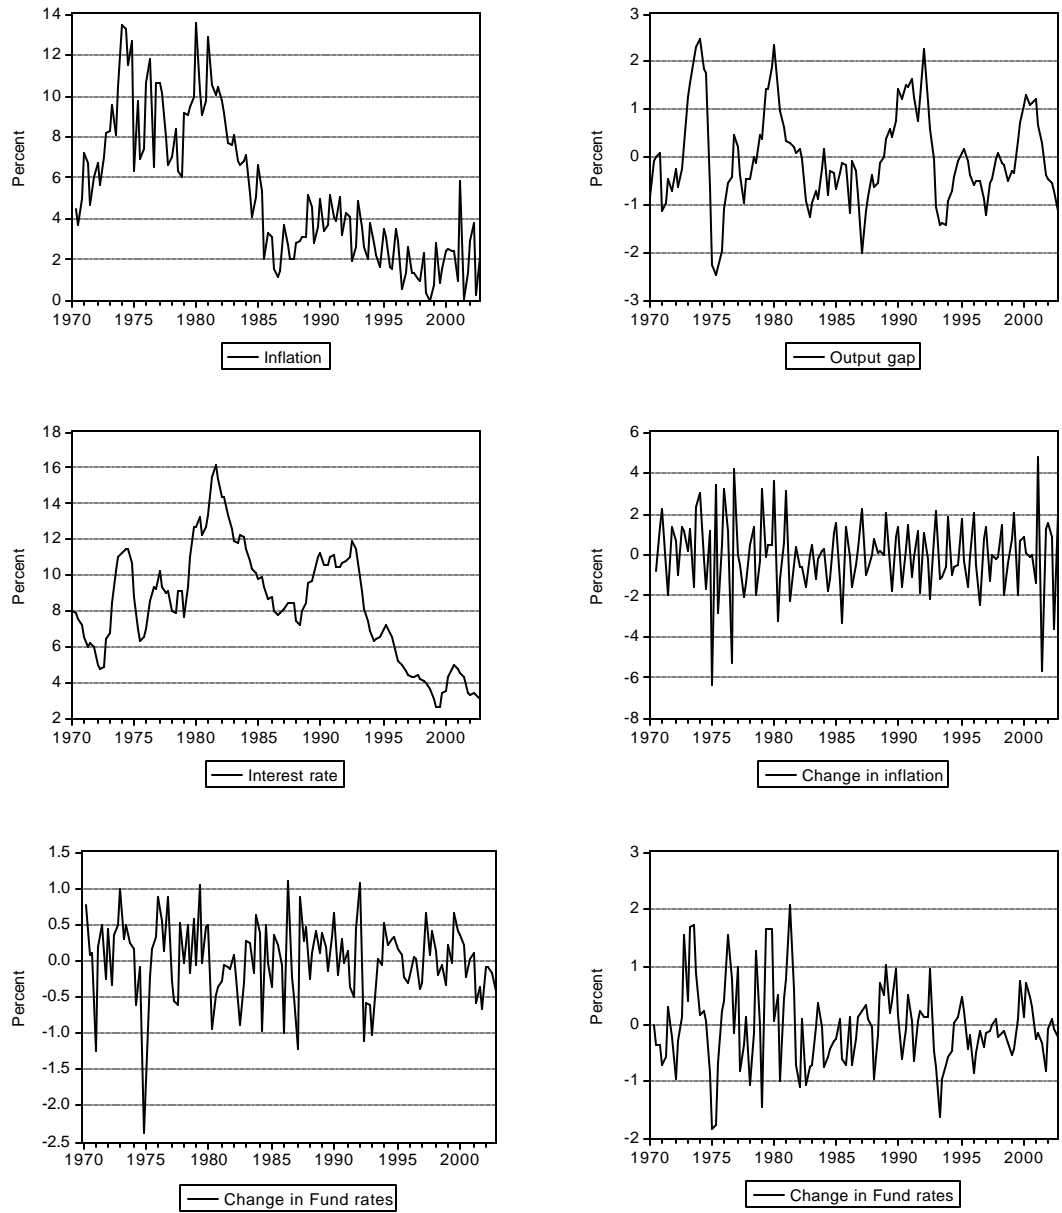 14
12
10
8
6
4
2
0
Percent
1970 1975 1980 1985 1990 1995 2000
Inflation
3
2
1
0
-1
-2
-3
Percent
1970 1975 1980 1985 1990 1995 2000
Output gap
18
16
14
12
10
8
6
4
2
Percent
1970 1975 1980 1985 1990 1995 2000
Interest rate
6
4
2
0
-2
-4
-6
-8
Percent
1970 1975 1980 1985 1990 1995 2000
Change in inflation
1.5
1.0
0.5
0.0
-0.5
-1.0
-1.5
-2.0
-2.5
Percent
1970 1975 1980 1985 1990 1995 2000
Change in Fund rates
3
2
1
0
-1
-2
Percent
1970 1975 1980 1985 1990 1995 2000
Change in Fund rates